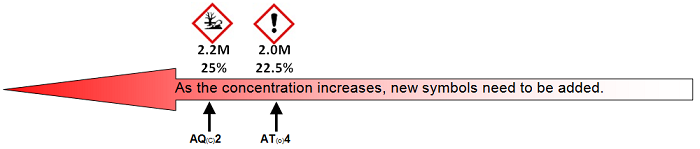 2.2M 2.0M
25% 22.5%
As the concentration increases, new symbols need to be added.
AQ(C)2 AT(o)4